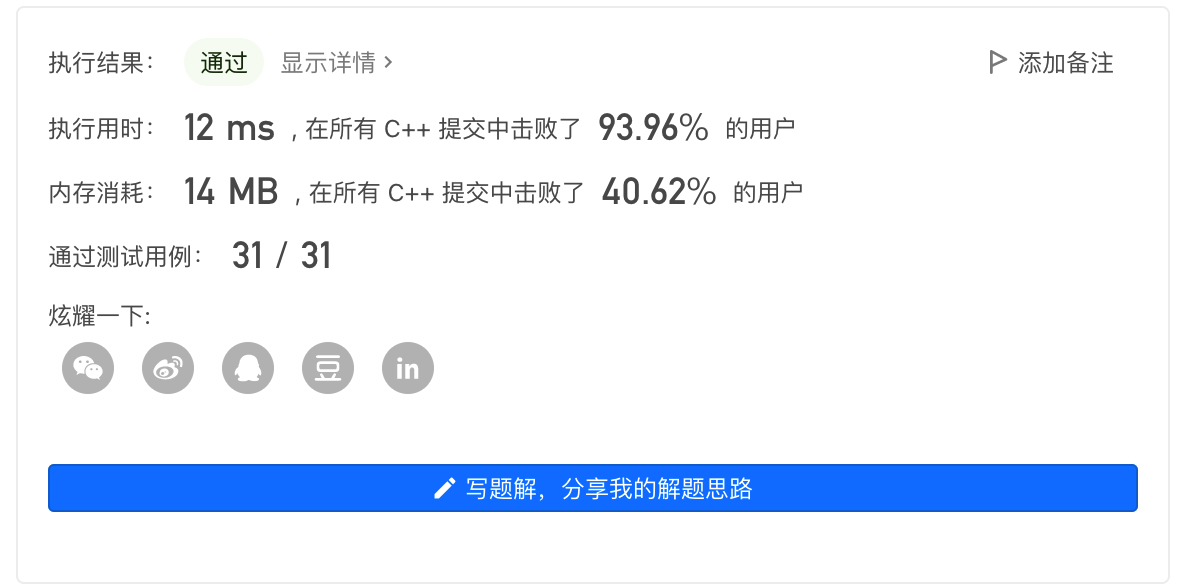 执行结果： 通过 显示详情 › 添加备注
执行用时： 12 ms , 在所有 C++ 提交中击败了 93.96% 的用户
内存消耗： 14 MB , 在所有 C++ 提交中击败了 40.62% 的用户
通过测试用例： 31 / 31
炫耀一下:
豆 in
写题解，分享我的解题思路